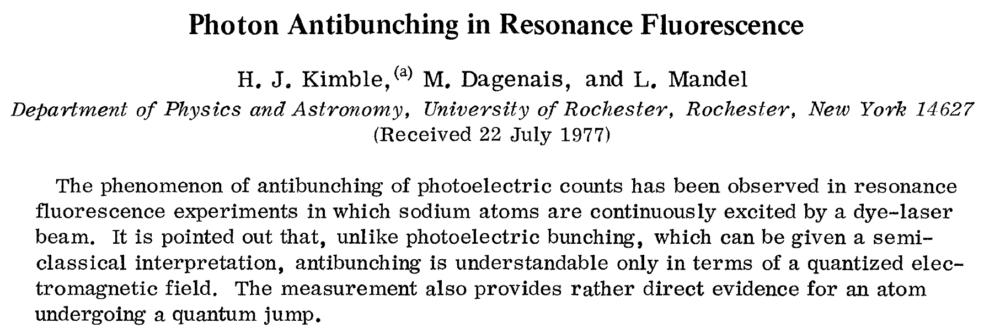 Photon Antibunching in Resonance Fluorescence
H. J. Kimble,(a) M. Dagenais, and L. Mandel
Department of Physics and Astronomy, University of Rochester, Rochester, New York 14627
(Received 22 July 1977)
The phenomenon of antibunching of photoelectric counts has been observed in resonance
fluorescence experiments in which sodium atoms are continuously excited by a dye-laser
beam. It is pointed out that, unlike photoelectric bunching, which can be given a semi-
classical interpretation, antibunching is understandable only in terms of a quantized elec-
tromagnetic field. The measurement also provides rather direct evidence for an atom
undergoing a quantum jump.